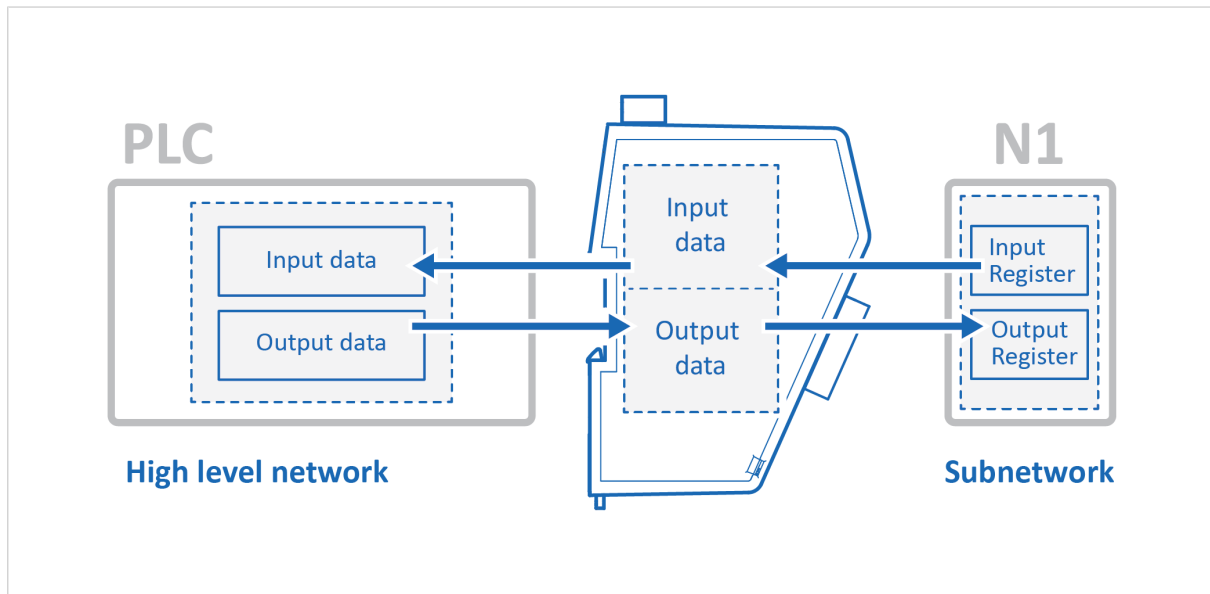 PLC
Input data
Output data
High level network
Input
data
Output
data
N1
Input
Register
Output
Register
Subnetwork